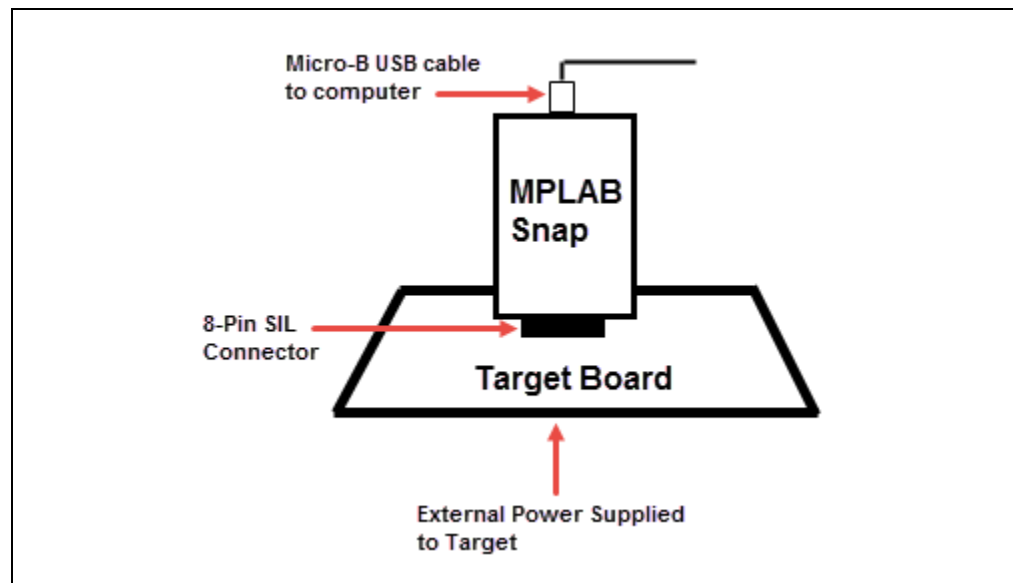 Micro-B USB cable
to computer
MPLAB
Snap
8-Pin SIL
Connector
Target Board
External Power Supplied
to Target